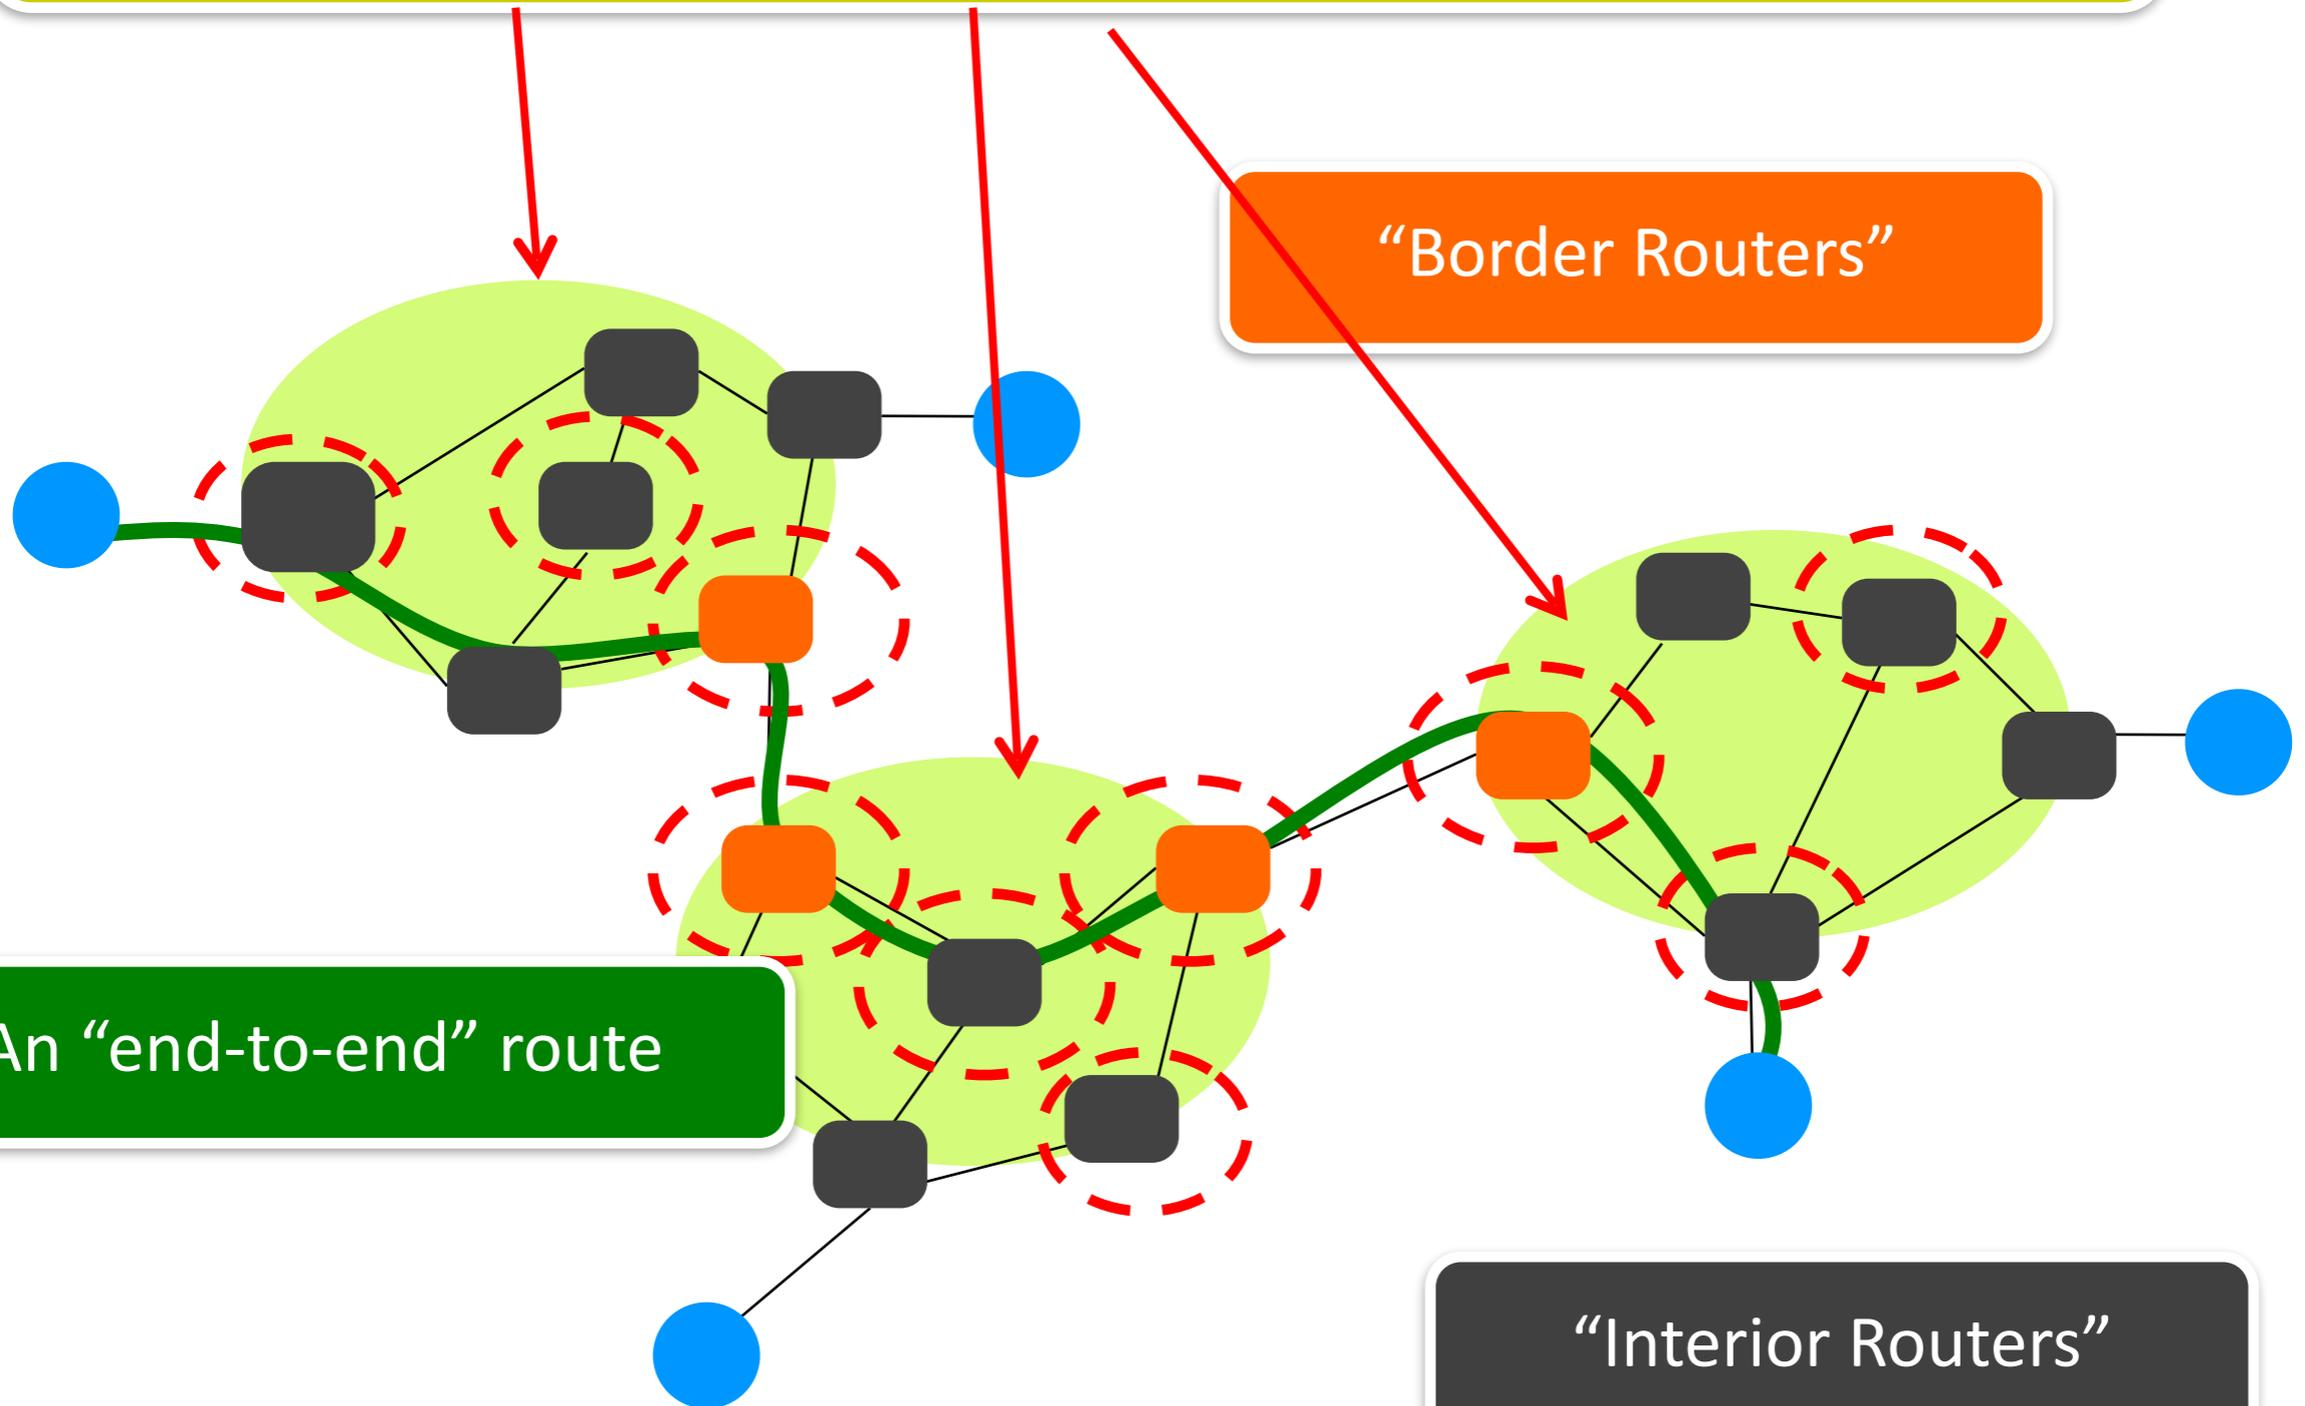 “Border Routers”
An “end-to-end” route
“Interior Routers”